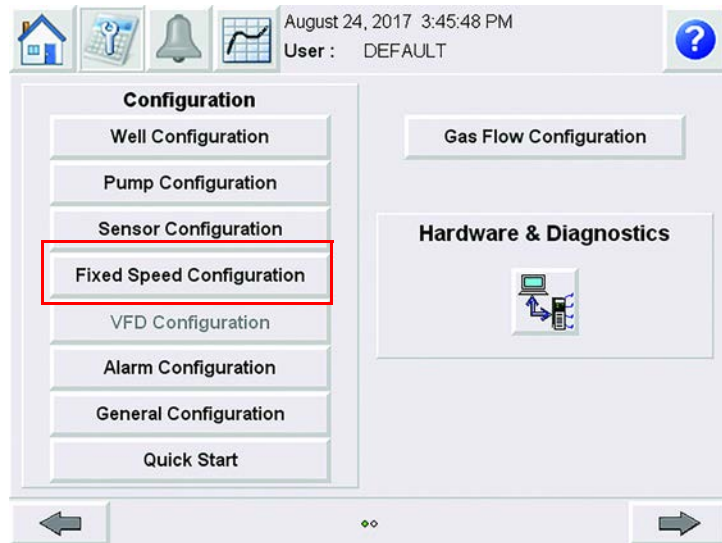 August 24, 2017 3:45:48 PM
User : DEFAULT
?
Configuration
Well Configuration
Pump Configuration
Sensor Configuration
Fixed Speed Configuration
VFD Configuration
Alarm Configuration
General Configuration
Quick Start
Gas Flow Configuration
Hardware & Diagnostics